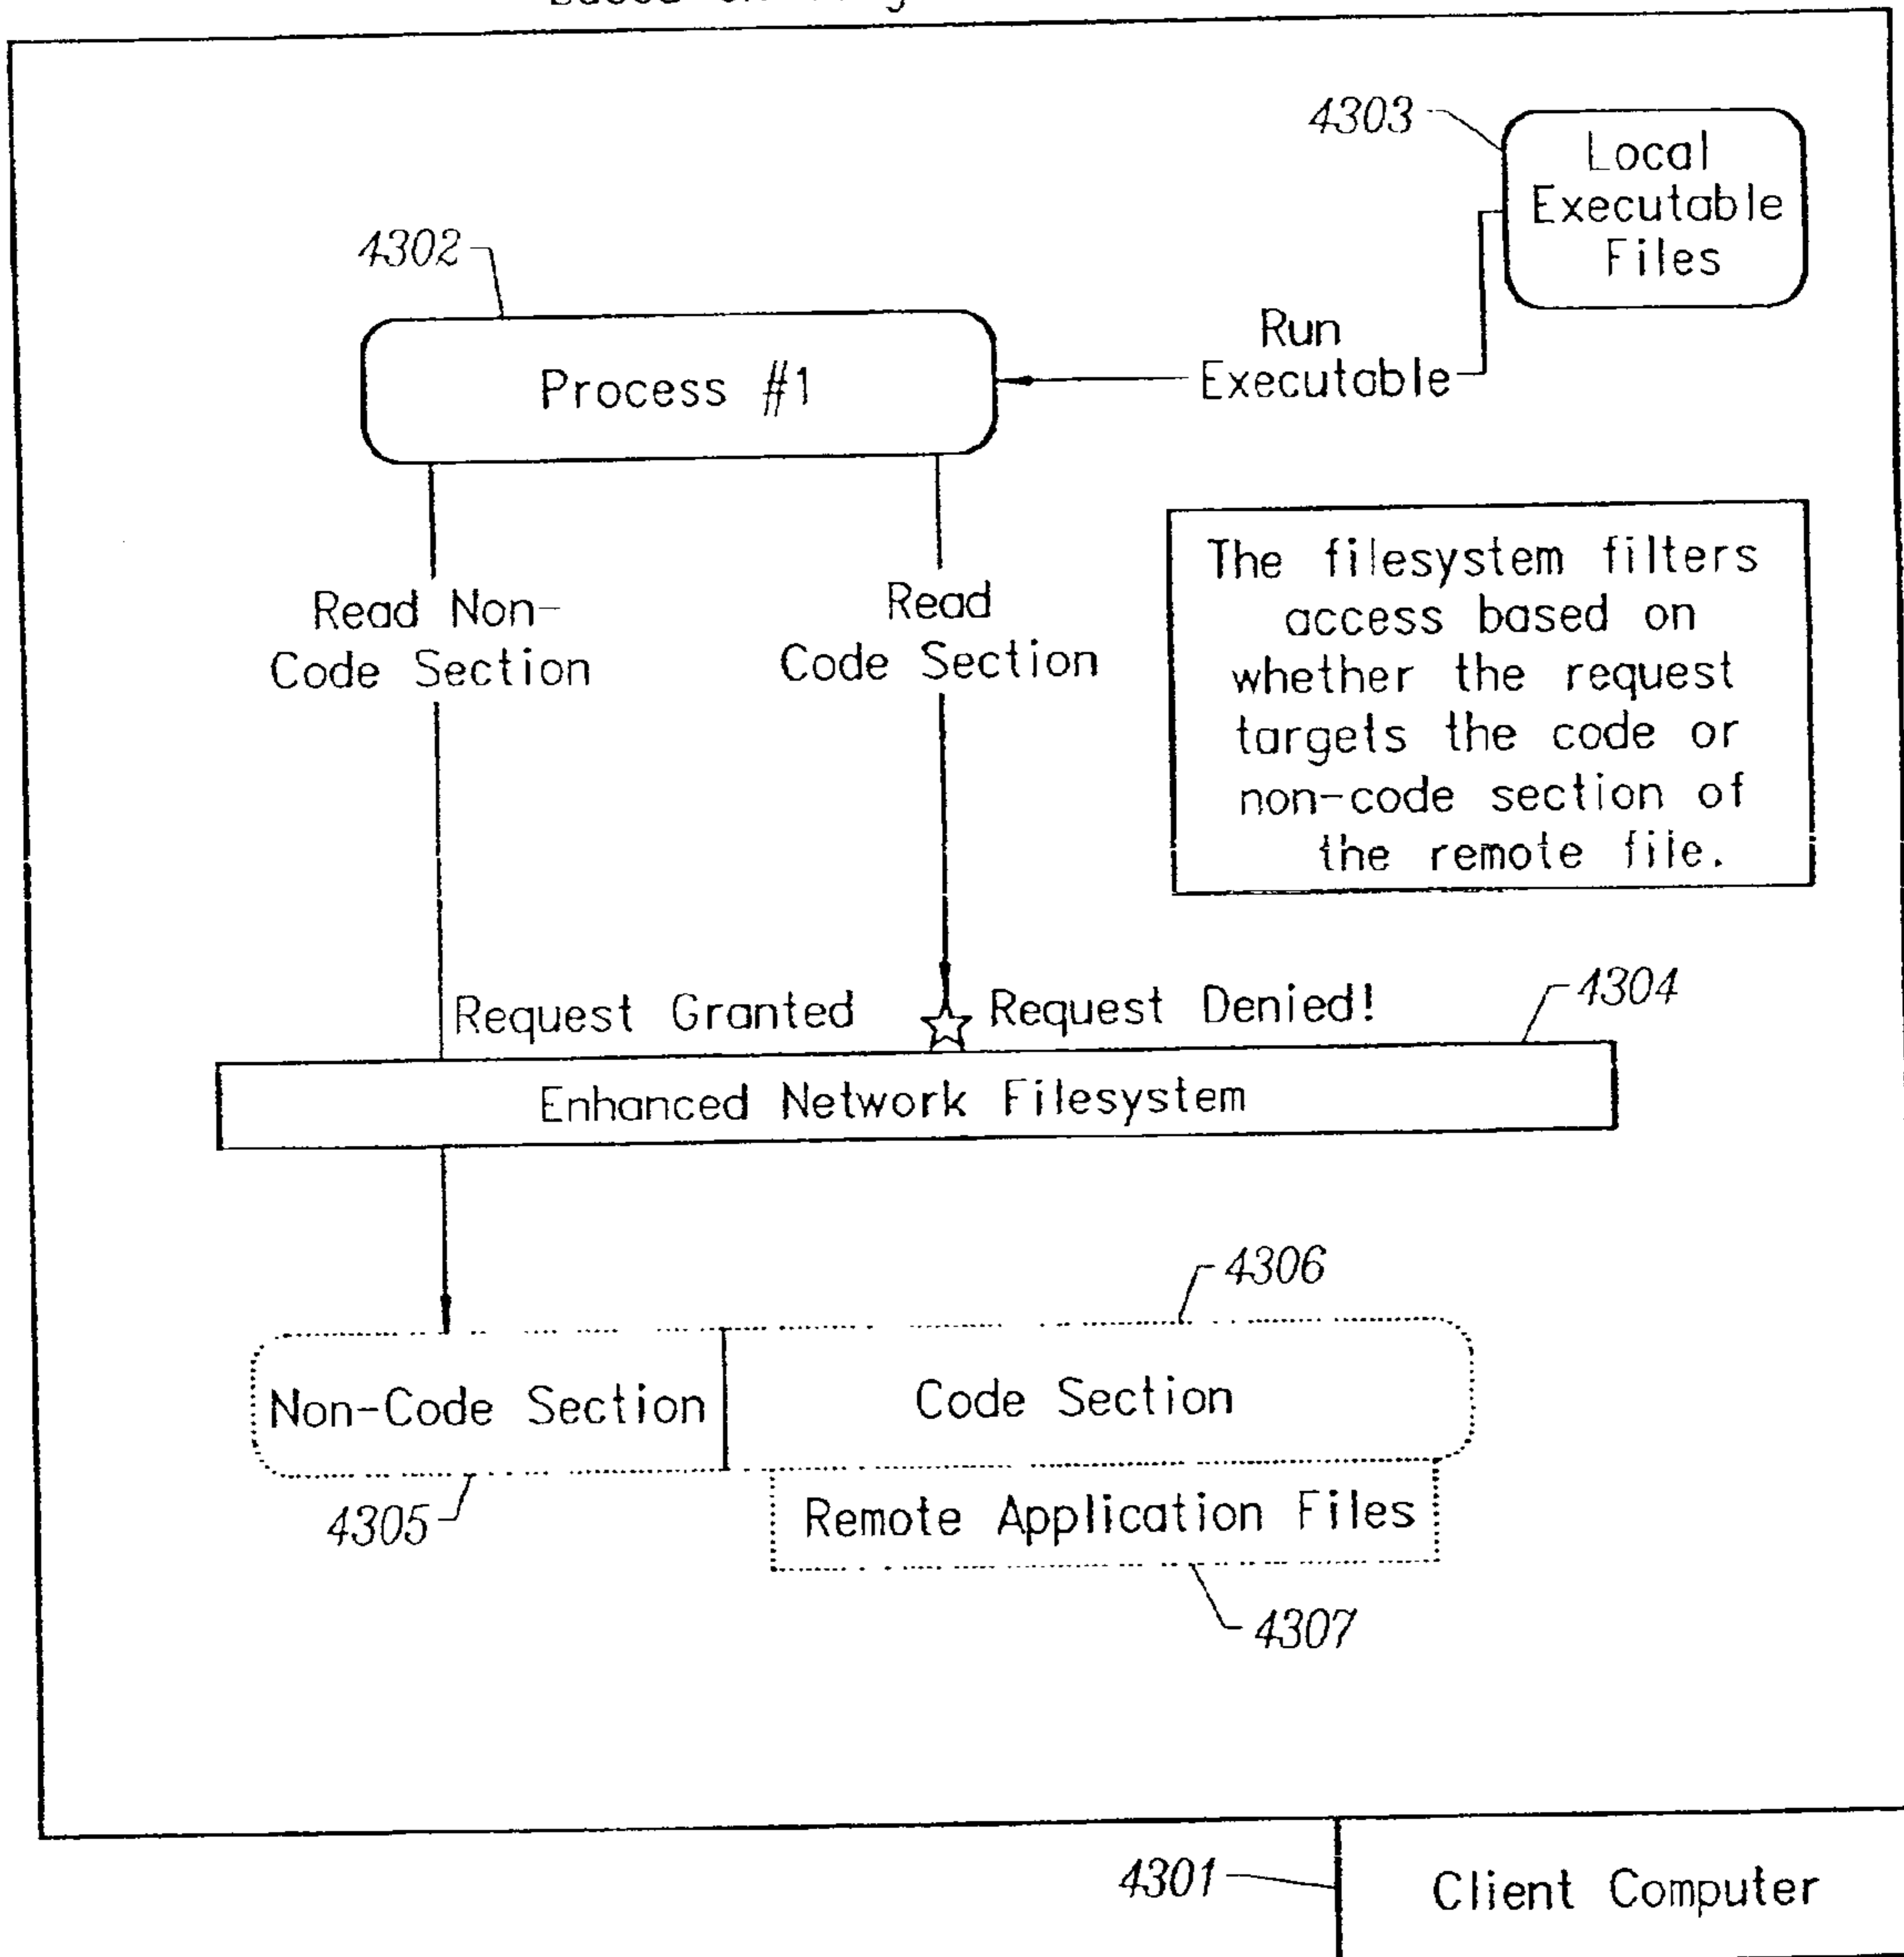 4303
Local
Executable
Files
4302
Run
Executable
Process #1
The filesystem filters
access based on
whether the request
targets the code or
non-code section of
the remote file.
Read Non-
Code Section
Read
Code Section
4304
Request Granted
Request Denied!
Enhanced Network Filesystem
4306
Non-Code Section
Code Section
4305
Remote Application Files
4307
4301
Client Computer